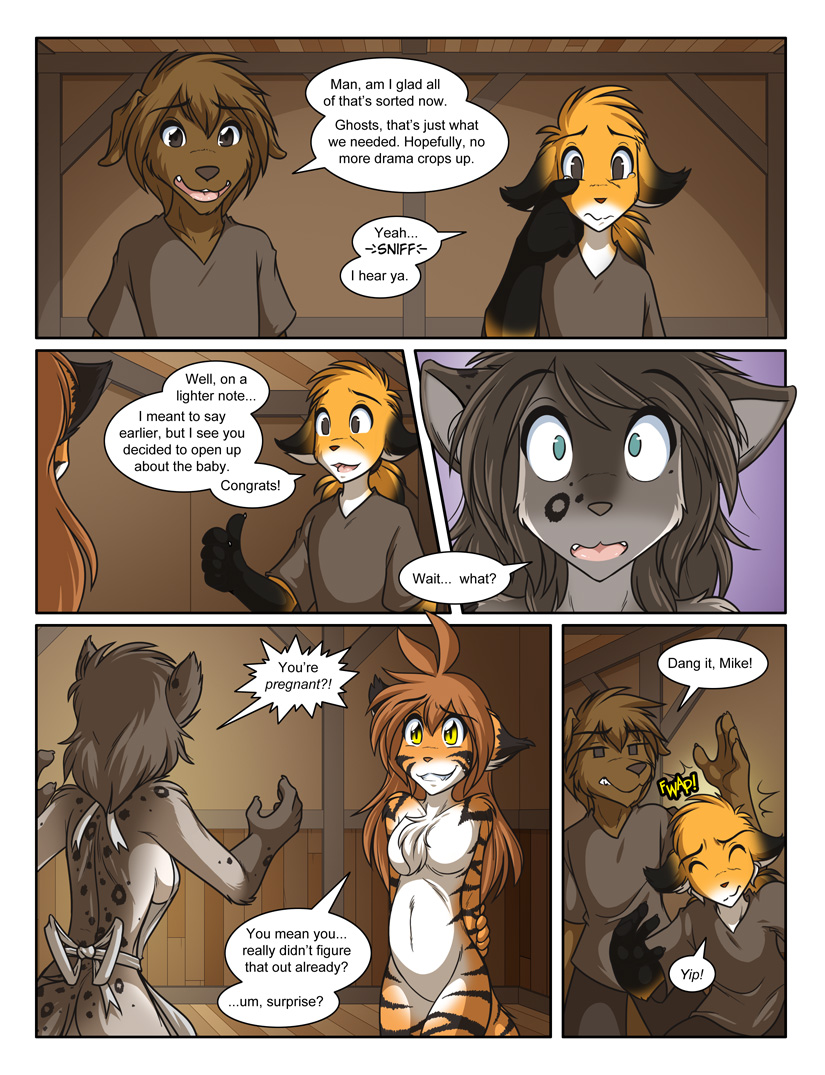 Man, am I glad all
of that's sorted now.
Ghosts, that's just what
we needed. Hopefully, no
more drama crops up.
Yeah...
SNIFF
I hear ya.
Well, on a
lighter note...
I meant to say
earlier, but I see you
decided to open up
about the baby.
Congrats!
Wait... what?
You're
pregnant?!
You mean you...
really didn't figure
that out already?
...um, surprise?
Dang it, Mike!
FWAP!
Yip!